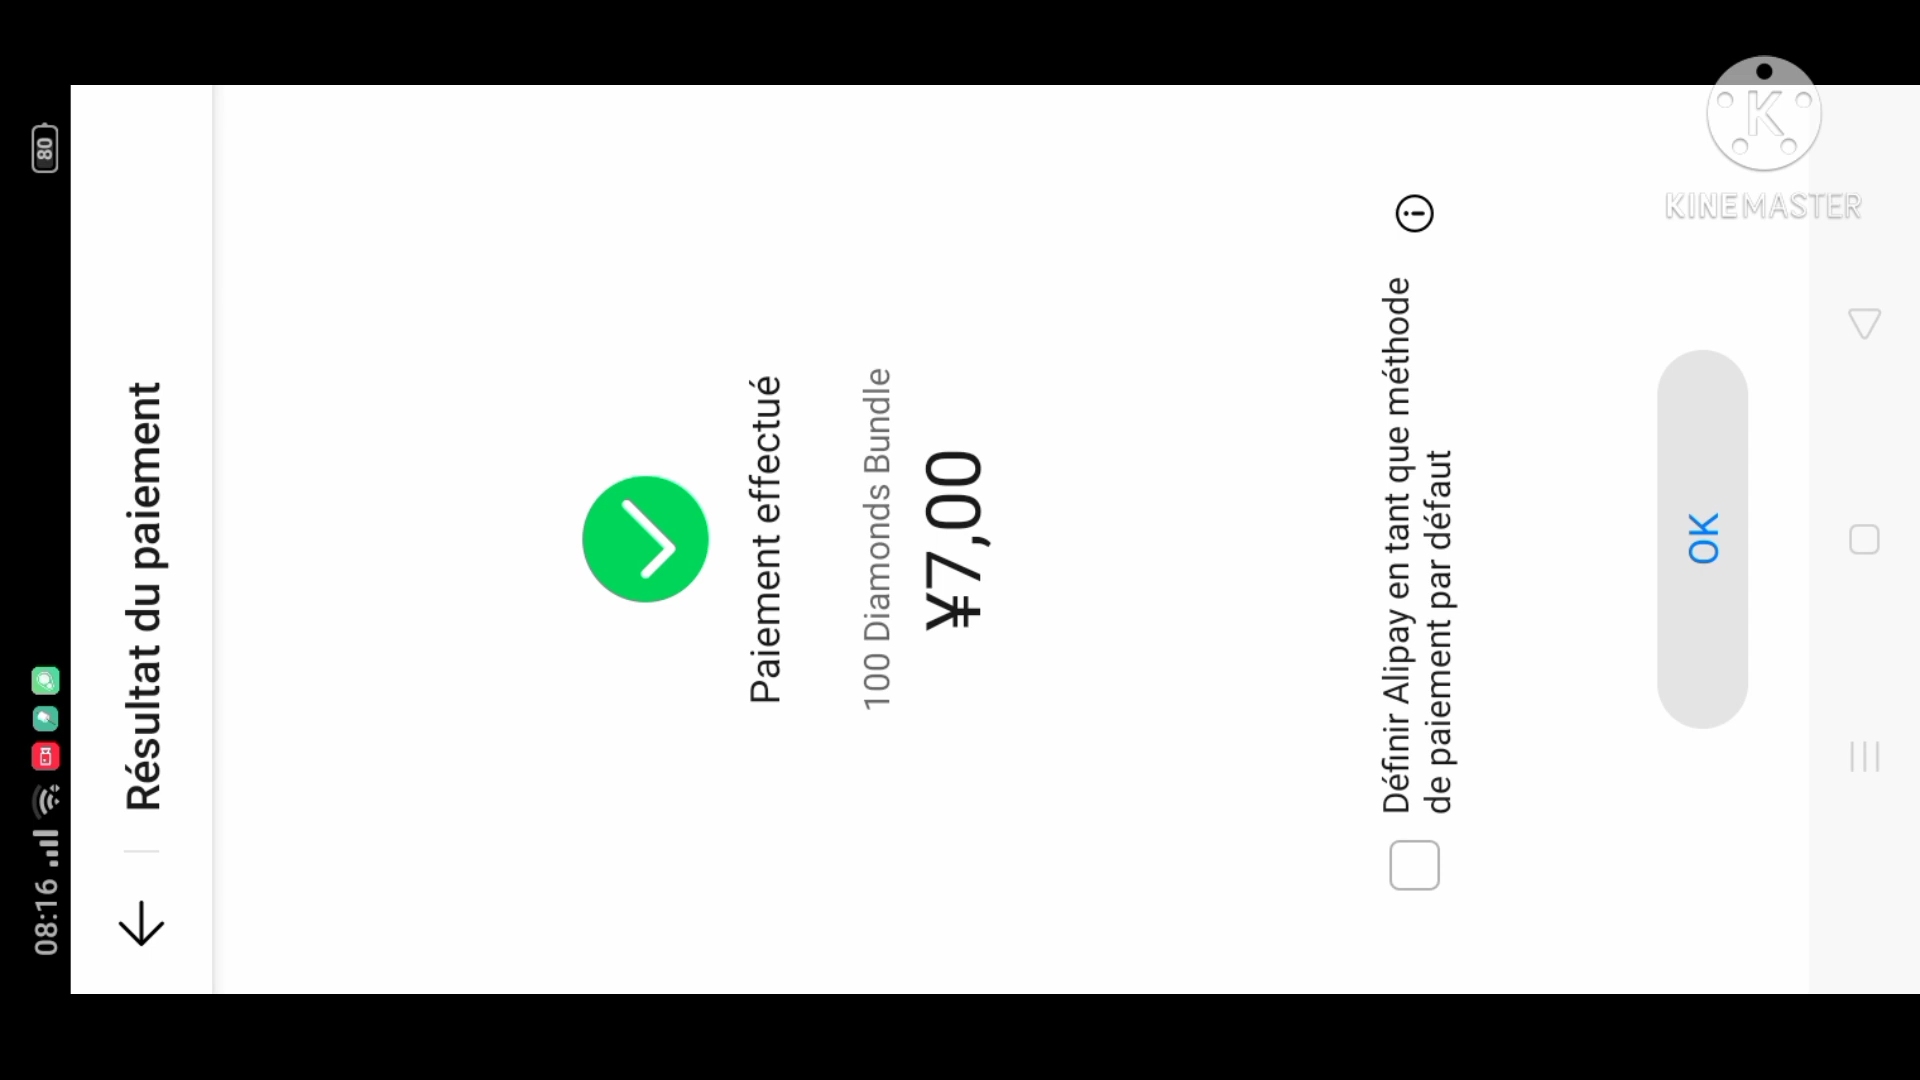 08:16
80
Résultat du paiement
Paiement effectué
100 Diamonds Bundle
¥7,00
Définir Alipay en tant que méthode
de paiement par défaut
OK
K
KINEMASTER